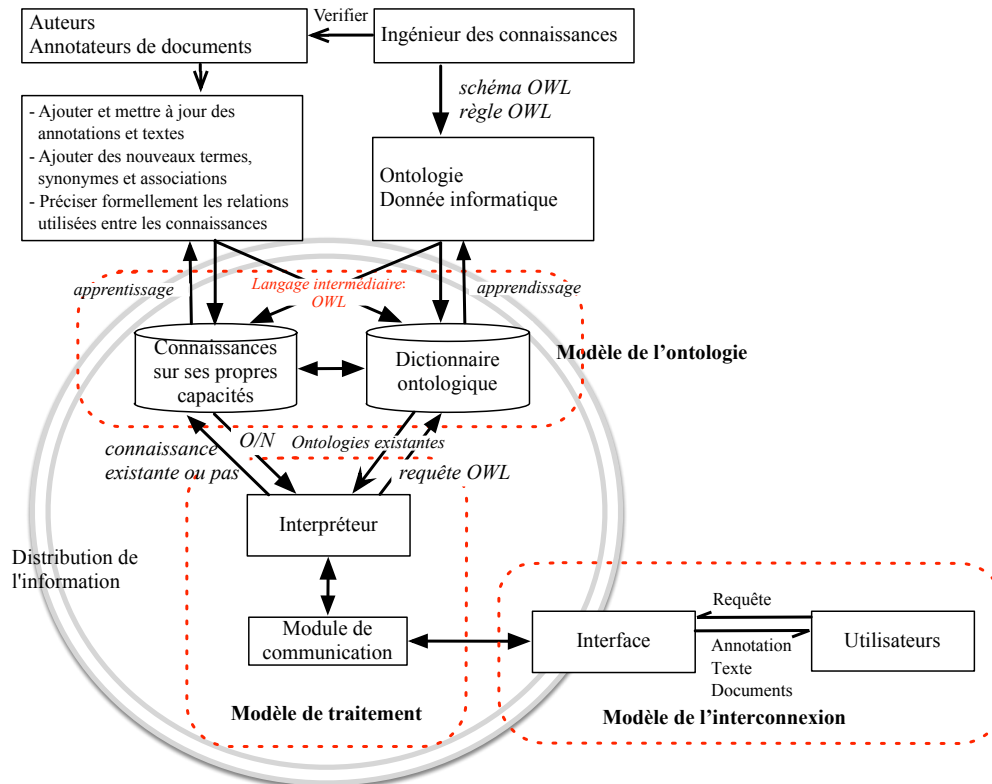 Auteurs
Annotateurs de documents
Verifier
Ingénieur des connaissances
schéma OWL
règle OWL
- Ajouter et mettre à jour des
annotations et textes
- Ajouter des nouveaux termes,
synonymes et associations
- Préciser formellement les relations
utilisées entre les connaissances
Ontologie
Donnée informatique
apprentissage
Langage intermédiaire:
OWL
apprendissage
Connaissances
sur ses propres
capacités
Dictionnaire
ontologique
Modèle de l’ontologie
connaissance
existante ou pas
O/N
Ontologies existantes
requête OWL
Interpréteur
Distribution de
l'information
Module de
communication
Modèle de traitement
Interface
Requête
Annotation
Texte
Documents
Utilisateurs
Modèle de l’interconnexion